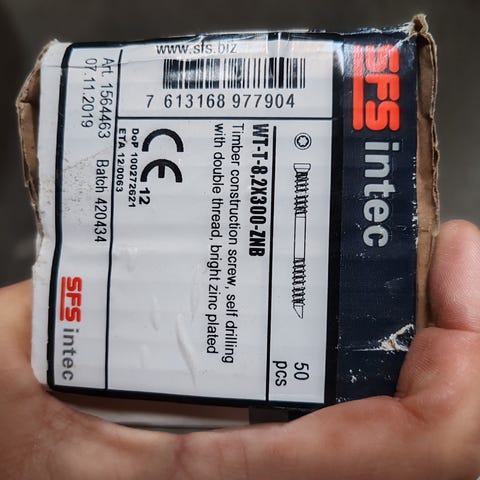 SFS intec
www.sfs.biz
7 613168 977904
50
pcs
WT-T-8,2X300-ZNB
Timber construction screw, self drilling
with double thread, bright zinc plated
CE
12
DoP 100272621
ETA 12/0063
Art. 1564463
07.11.2019
Batch 420434
SFS intec